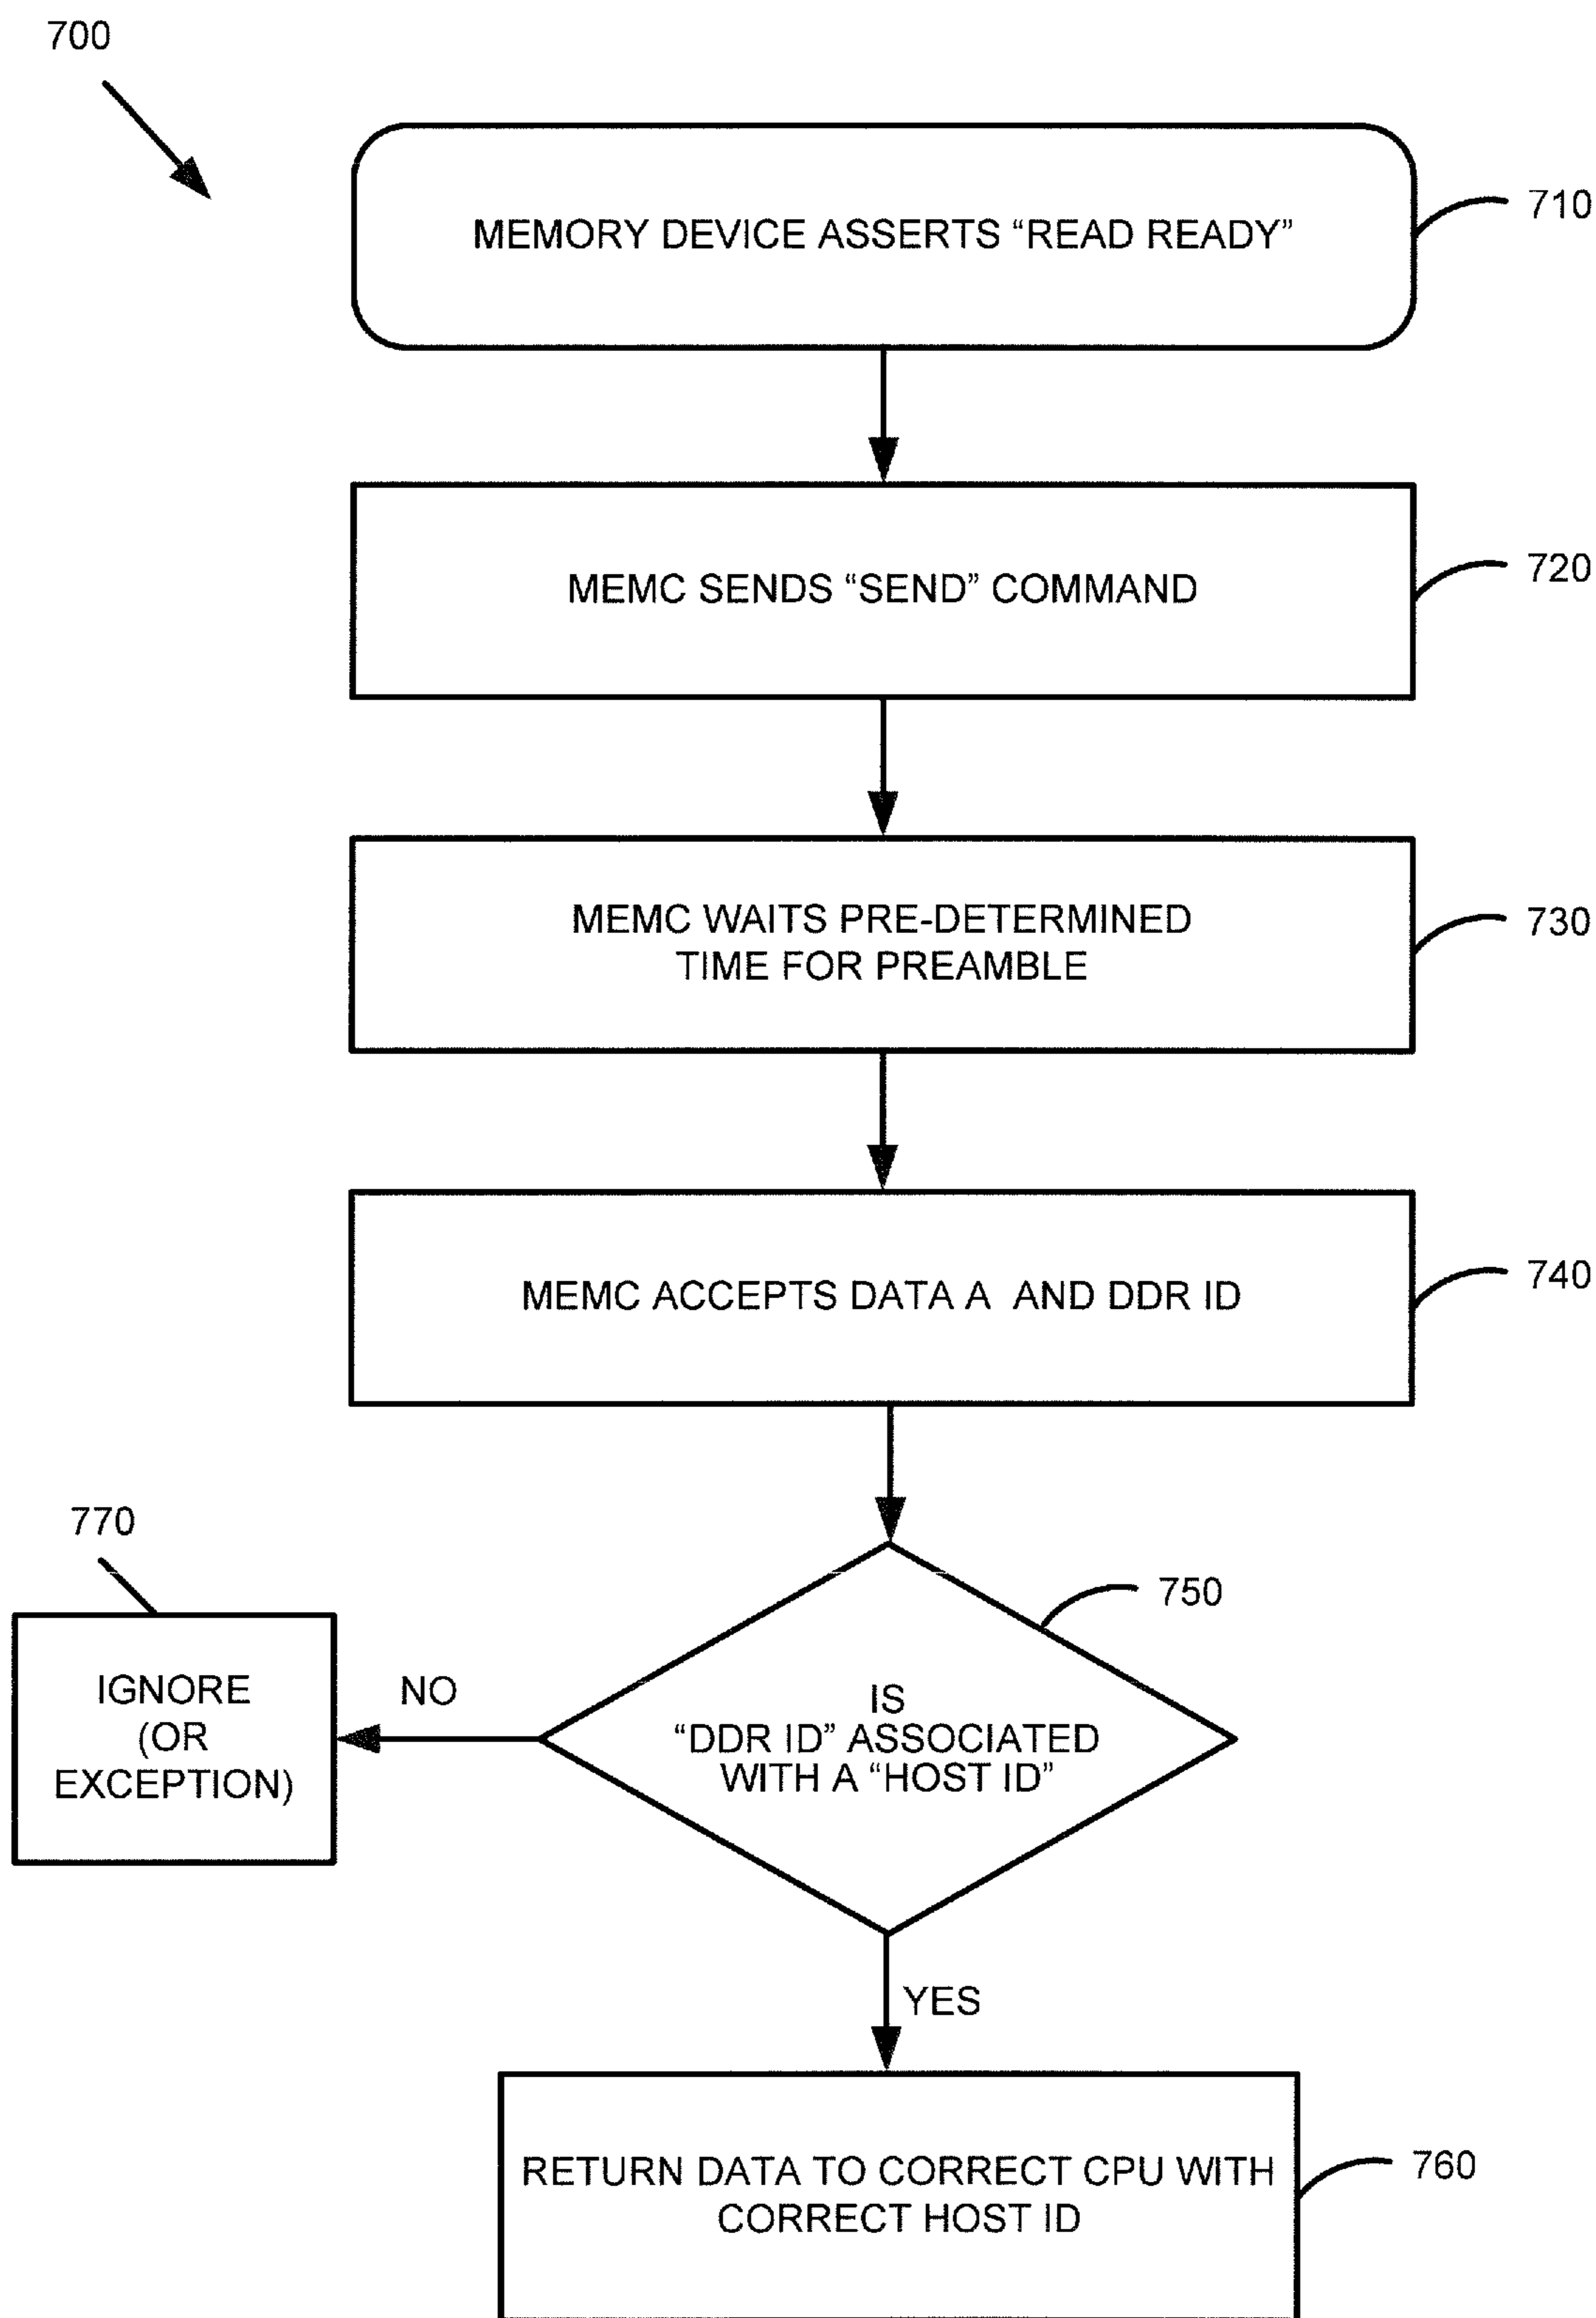 700
MEMORY DEVICE ASSERTS “READ READY”
710
MEMC SENDS “SEND” COMMAND
720
MEMC WAITS PRE-DETERMINED
TIME FOR PREAMBLE
730
MEMC ACCEPTS DATA A AND DDR ID
740
770
IGNORE
(OR
EXCEPTION)
NO
750
IS
“DDR ID” ASSOCIATED
WITH A “HOST ID”
YES
RETURN DATA TO CORRECT CPU WITH
CORRECT HOST ID
760